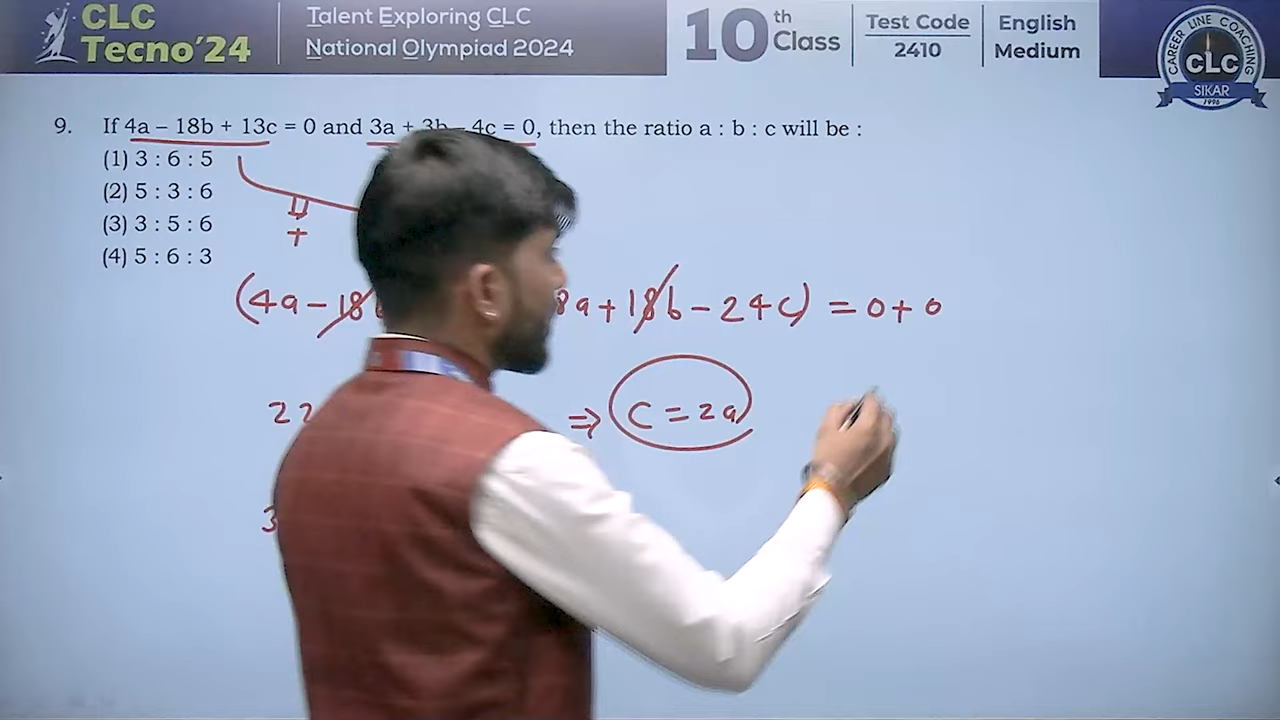 CLC
Tecno'24
Talent Exploring CLC
National Olympiad 2024
10th Class
Test Code
2410
English
Medium
CAREER LINE COACHING
CLC
SIKAR
1996
9. If 4a – 18b + 13c = 0 and 3a + 3b – 4c = 0, then the ratio a : b : c will be :
(1) 3 : 6 : 5
(2) 5 : 3 : 6
(3) 3 : 5 : 6
(4) 5 : 6 : 3
+
(4a – 18 8a + 18b – 24c) = 0 + 0
22 ⇒ c = 2a
3